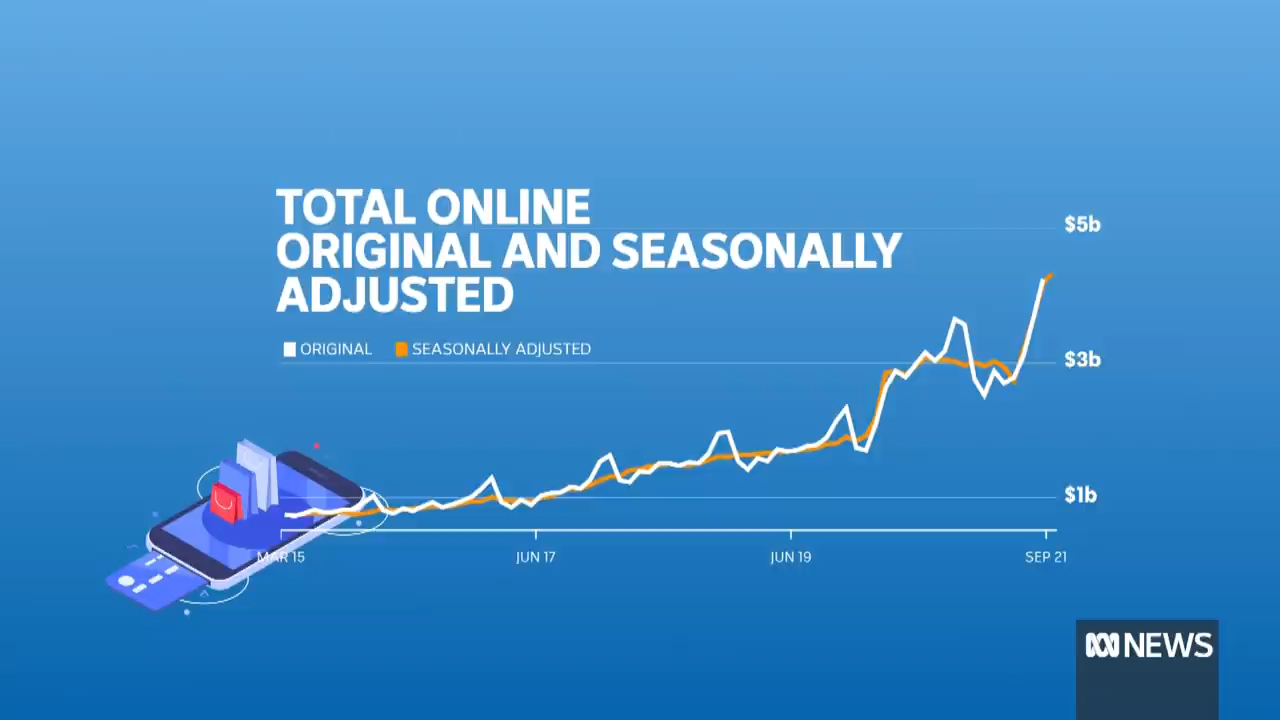 TOTAL ONLINE
ORIGINAL AND SEASONALLY
ADJUSTED
$5b
ORIGINAL SEASONALLY ADJUSTED
$3b
$1b
MAR 15 JUN 17 JUN 19 SEP 21
NEWS